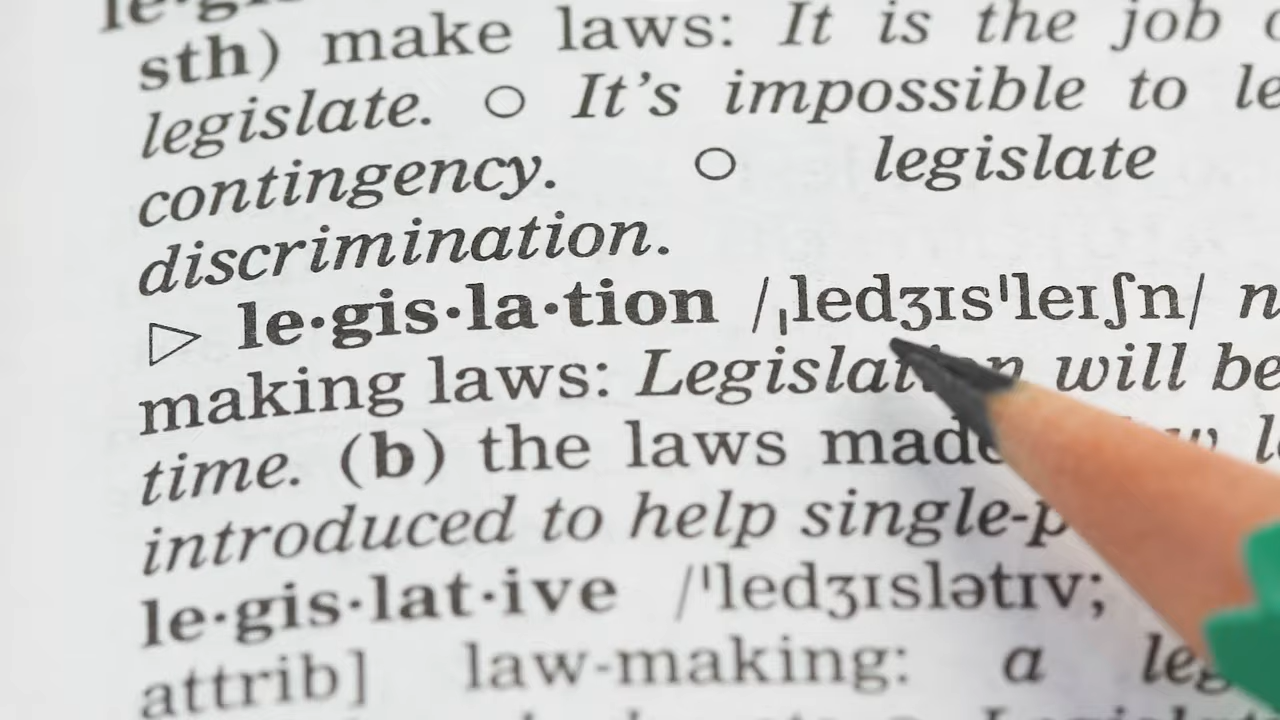 sth) make laws: It is the job
legislate. ○ It's impossible to
contingency. ○ legislate
discrimination.
▷ le·gis·la·tion /ˌledʒɪsˈleɪʃn/ n
making laws: Legislation will be
time. (b) the laws made
introduced to help single-p
le·gis·lat·ive /ˈledʒɪslətɪv;
attrib] law-making: a leg